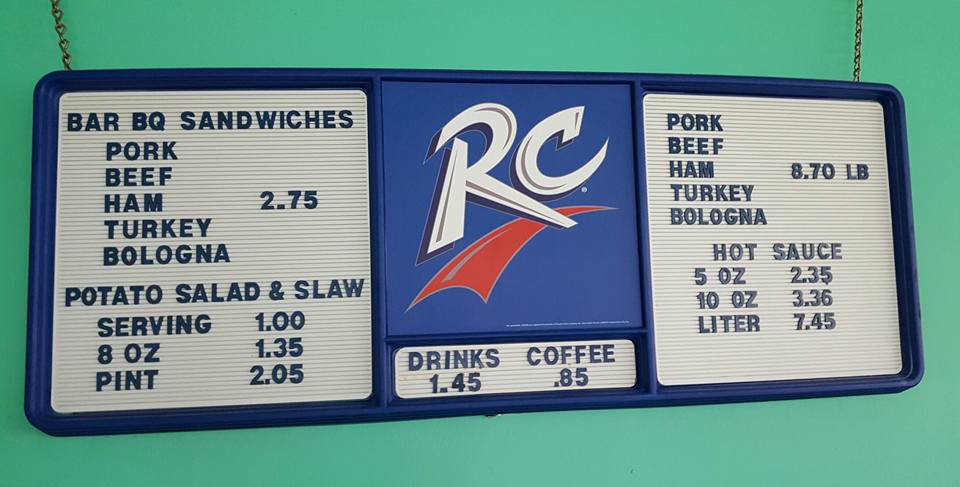 BAR BQ SANDWICHES
PORK
BEEF
HAM 2.75
TURKEY
BOLOGNA
POTATO SALAD & SLAW
SERVING 1.00
8 OZ 1.35
PINT 2.05
RC®
DRINKS COFFEE
1.45 .85
PORK
BEEF
HAM 8.70 LB
TURKEY
BOLOGNA
HOT SAUCE
5 OZ 2.35
10 OZ 3.36
LITER 7.45